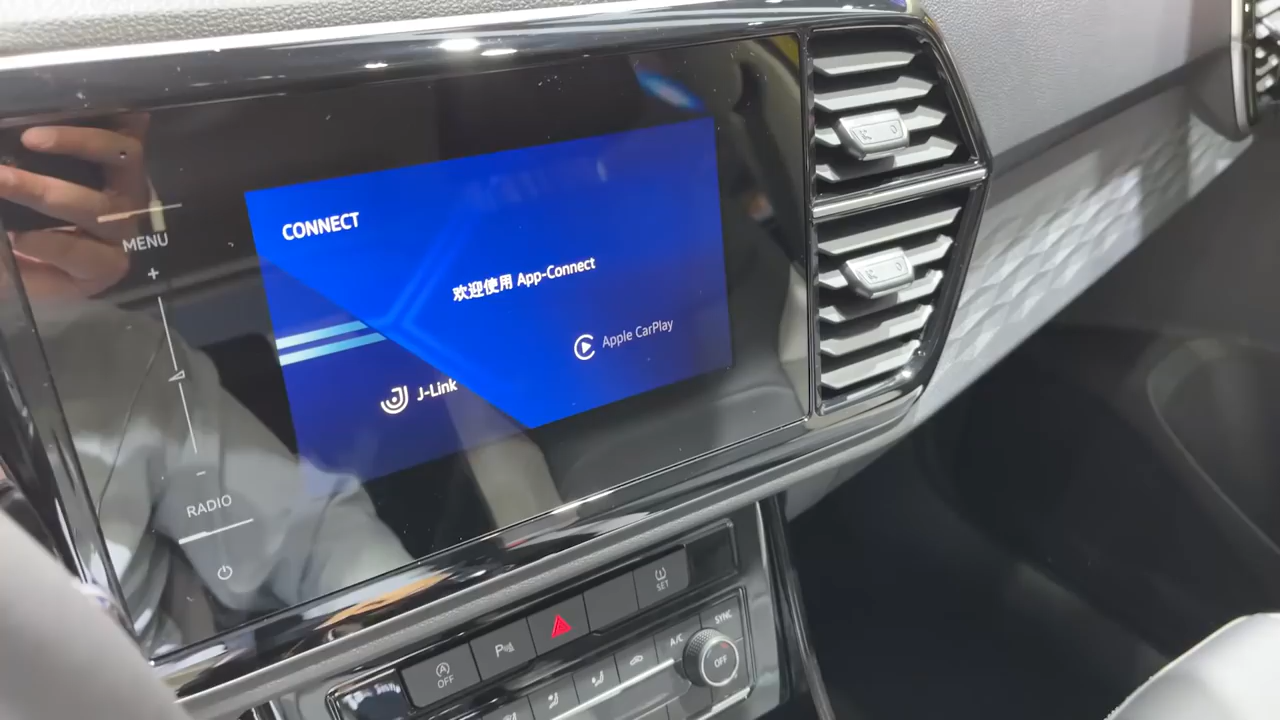 MENU
+
CONNECT
欢迎使用 App-Connect
Apple CarPlay
J-Link
-
RADIO
SET
SYNC
A/C
OFF
P
OFF
A